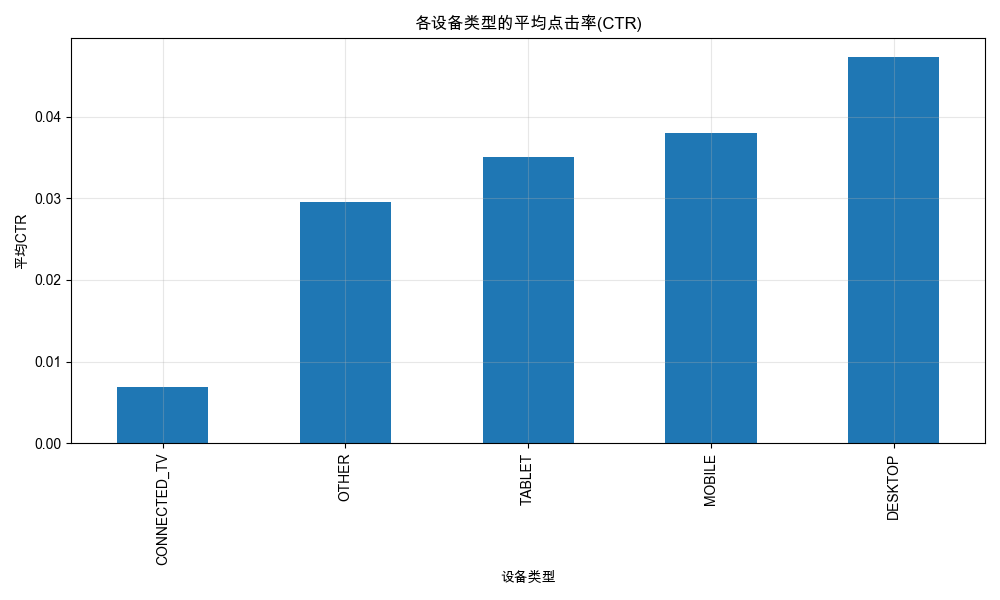 各设备类型的平均点击率(CTR)
平均CTR
0.04
0.03
0.02
0.01
0.00
CONNECTED_TV
OTHER
TABLET
MOBILE
DESKTOP
设备类型